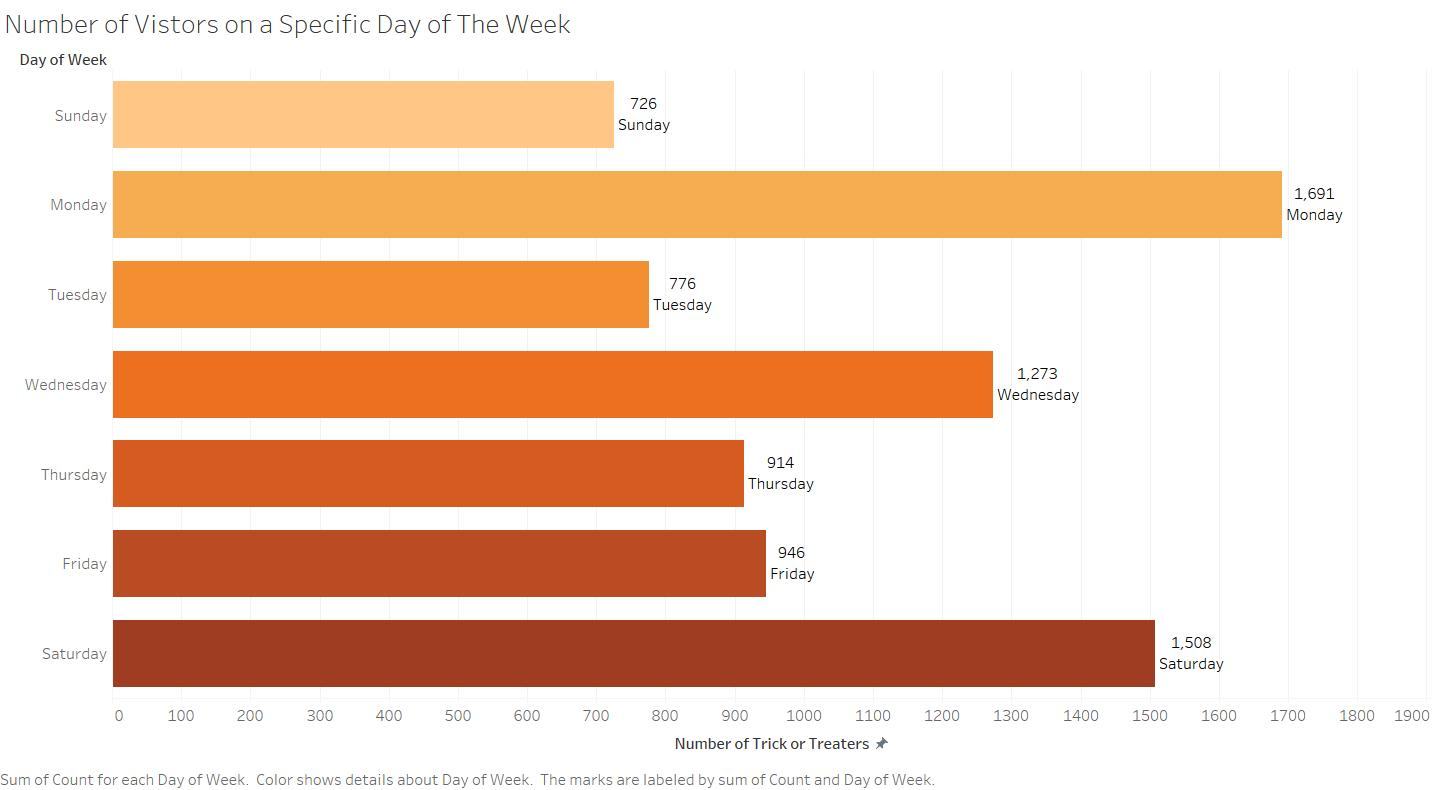 Number of Vistors on a Specific Day of The Week
Day of Week
Sunday
726
Sunday
Monday
1,691
Monday
Tuesday
776
Tuesday
Wednesday
1,273
Wednesday
Thursday
914
Thursday
Friday
946
Friday
Saturday
1,508
Saturday
0 100 200 300 400 500 600 700 800 900 1000 1100 1200 1300 1400 1500 1600 1700 1800 1900
Number of Trick or Treaters
Sum of Count for each Day of Week.  Color shows details about Day of Week.  The marks are labeled by sum of Count and Day of Week.